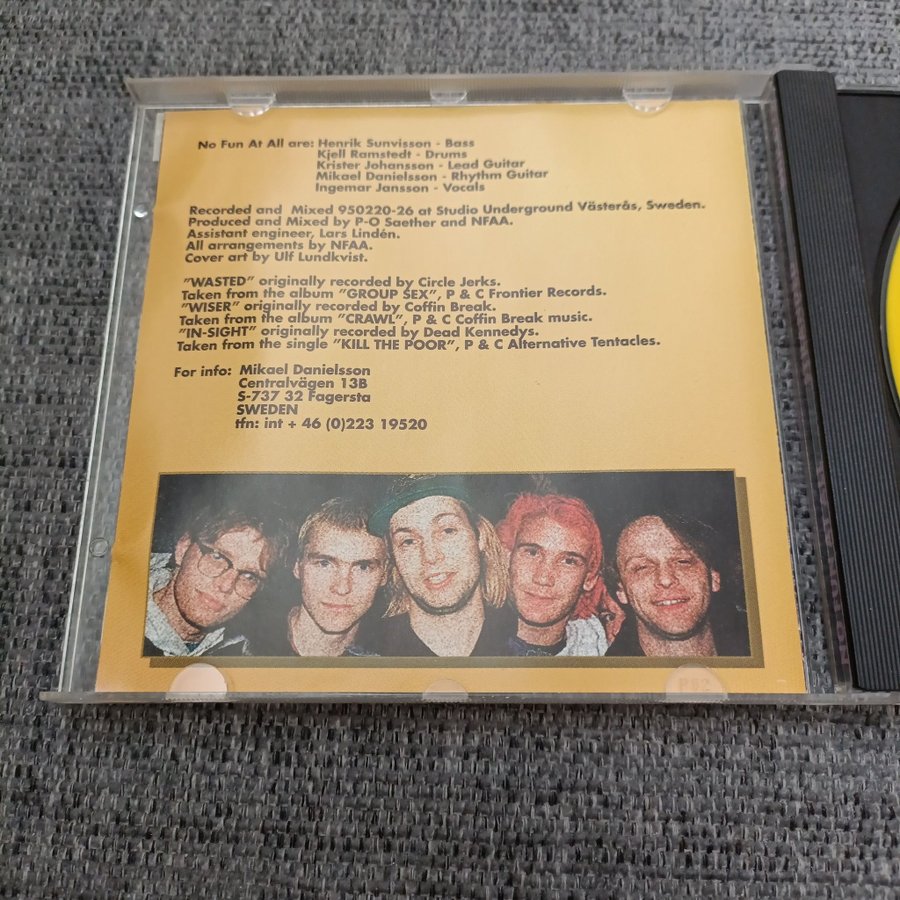 No Fun At All are: Henrik Sunvisson - Bass
Kjell Ramstedt - Drums
Krister Johansson - Lead Guitar
Mikael Danielsson - Rhythm Guitar
Ingemar Jansson - Vocals
Recorded and Mixed 950220-26 at Studio Underground Västerås, Sweden.
Produced and Mixed by P-O Saether and NFAA.
Assistant engineer, Lars Lindén.
All arrangements by NFAA.
Cover art by Ulf Lundkvist.
"WASTED" originally recorded by Circle Jerks.
Taken from the album "GROUP SEX", P & C Frontier Records.
"WISER" originally recorded by Coffin Break.
Taken from the album "CRAWL", P & C Coffin Break music.
"IN-SIGHT" originally recorded by Dead Kennedys.
Taken from the single "KILL THE POOR", P & C Alternative Tentacles.
For info: Mikael Danielsson
Centralvägen 13B
S-737 32 Fagersta
SWEDEN
tfn: int + 46 (0)223 19520